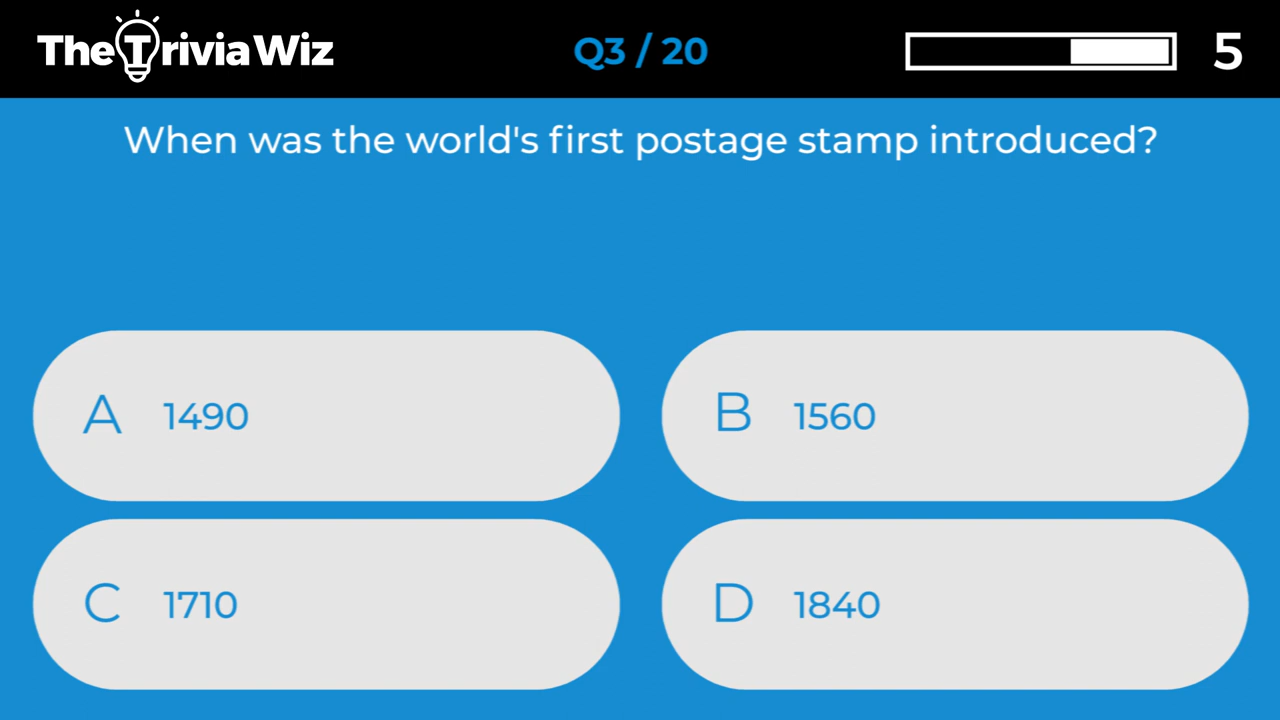 The Trivia Wiz
Q3 / 20
5
When was the world's first postage stamp introduced?
A 1490
B 1560
C 1710
D 1840